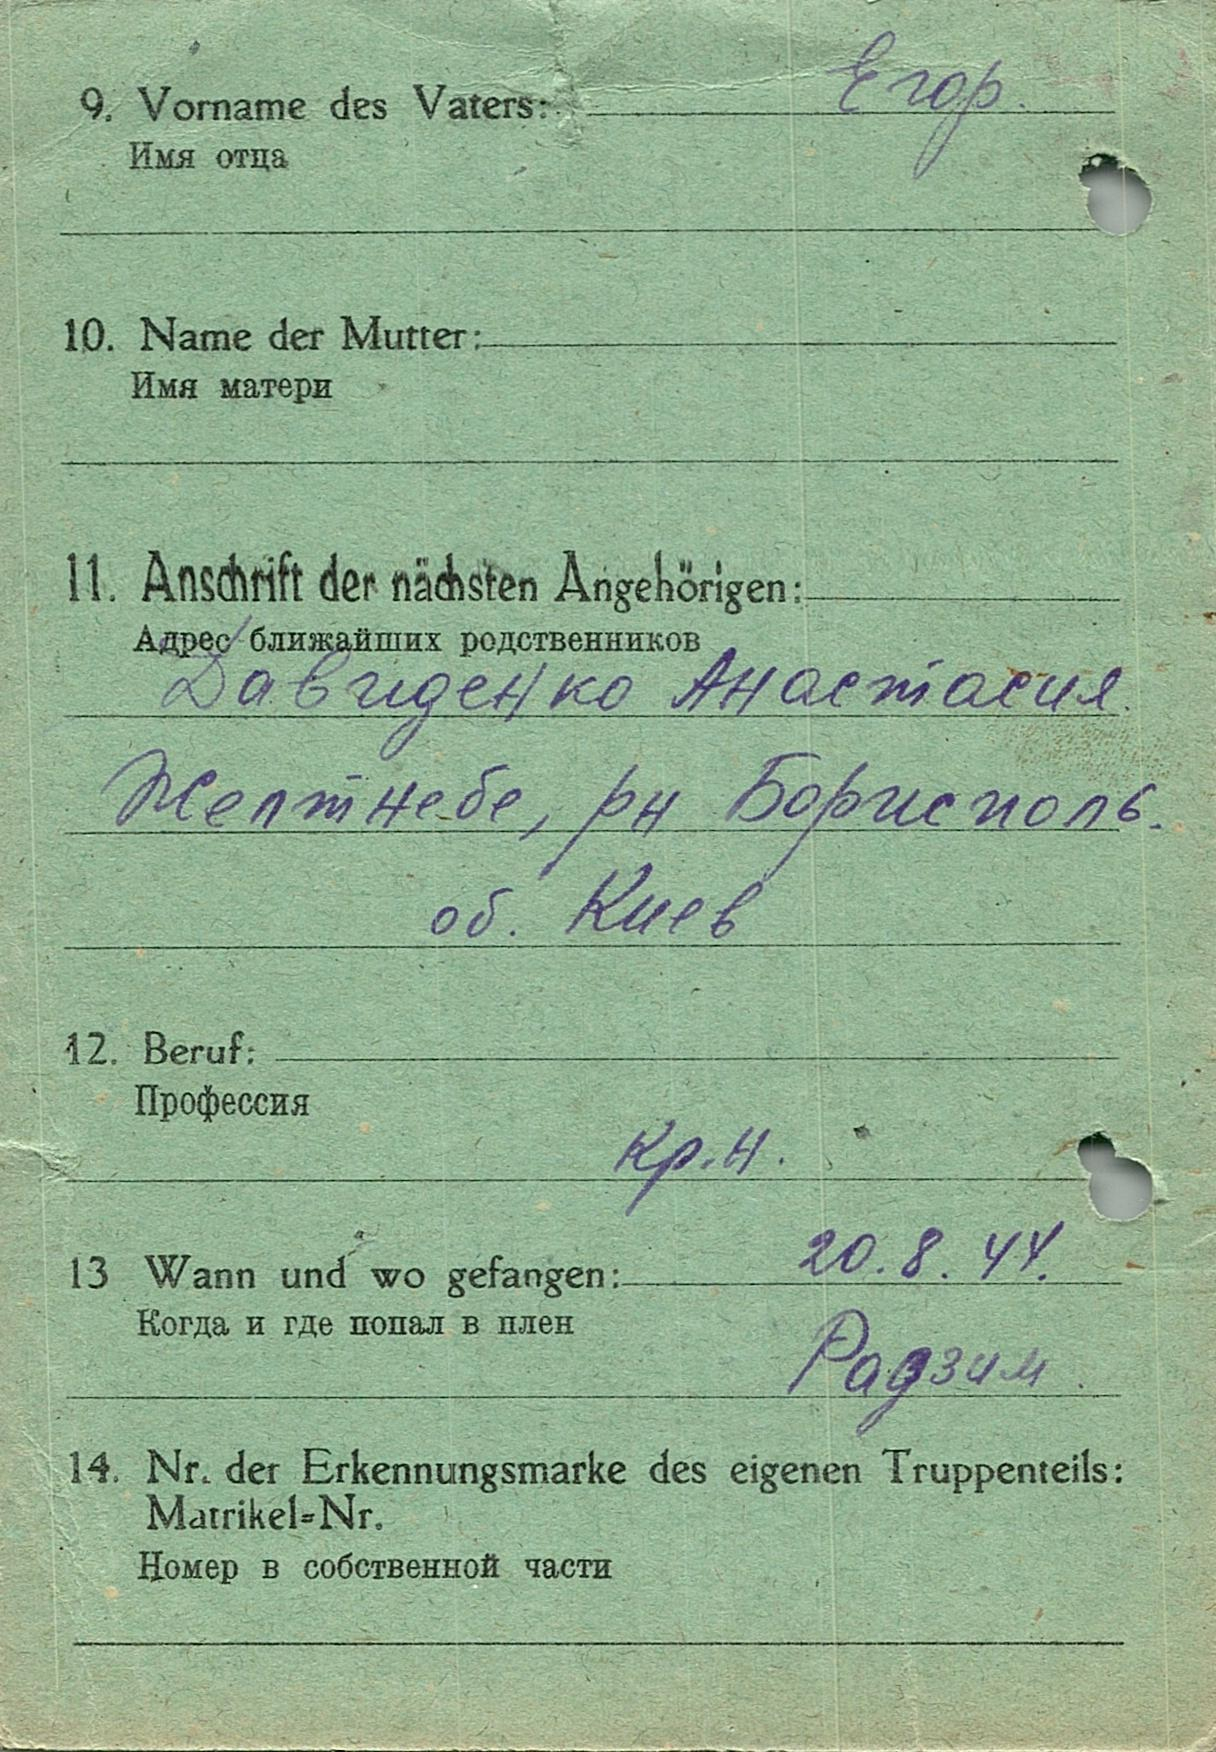 9. Vorname des Vaters: Егор.
Имя отца
10. Name der Mutter:
Имя матери
11. Anschrift der nächsten Angehörigen:
Адрес ближайших родственников
Давиденко Анастасия.
Желтнебе, рн Борисполь.
об. Киев
12. Beruf:
Профессия
кр.н.
13 Wann und wo gefangen: 20.8.44.
Когда и где попал в плен
Радзим.
14. Nr. der Erkennungsmarke des eigenen Truppenteils:
Matrikel=Nr.
Номер в собственной части